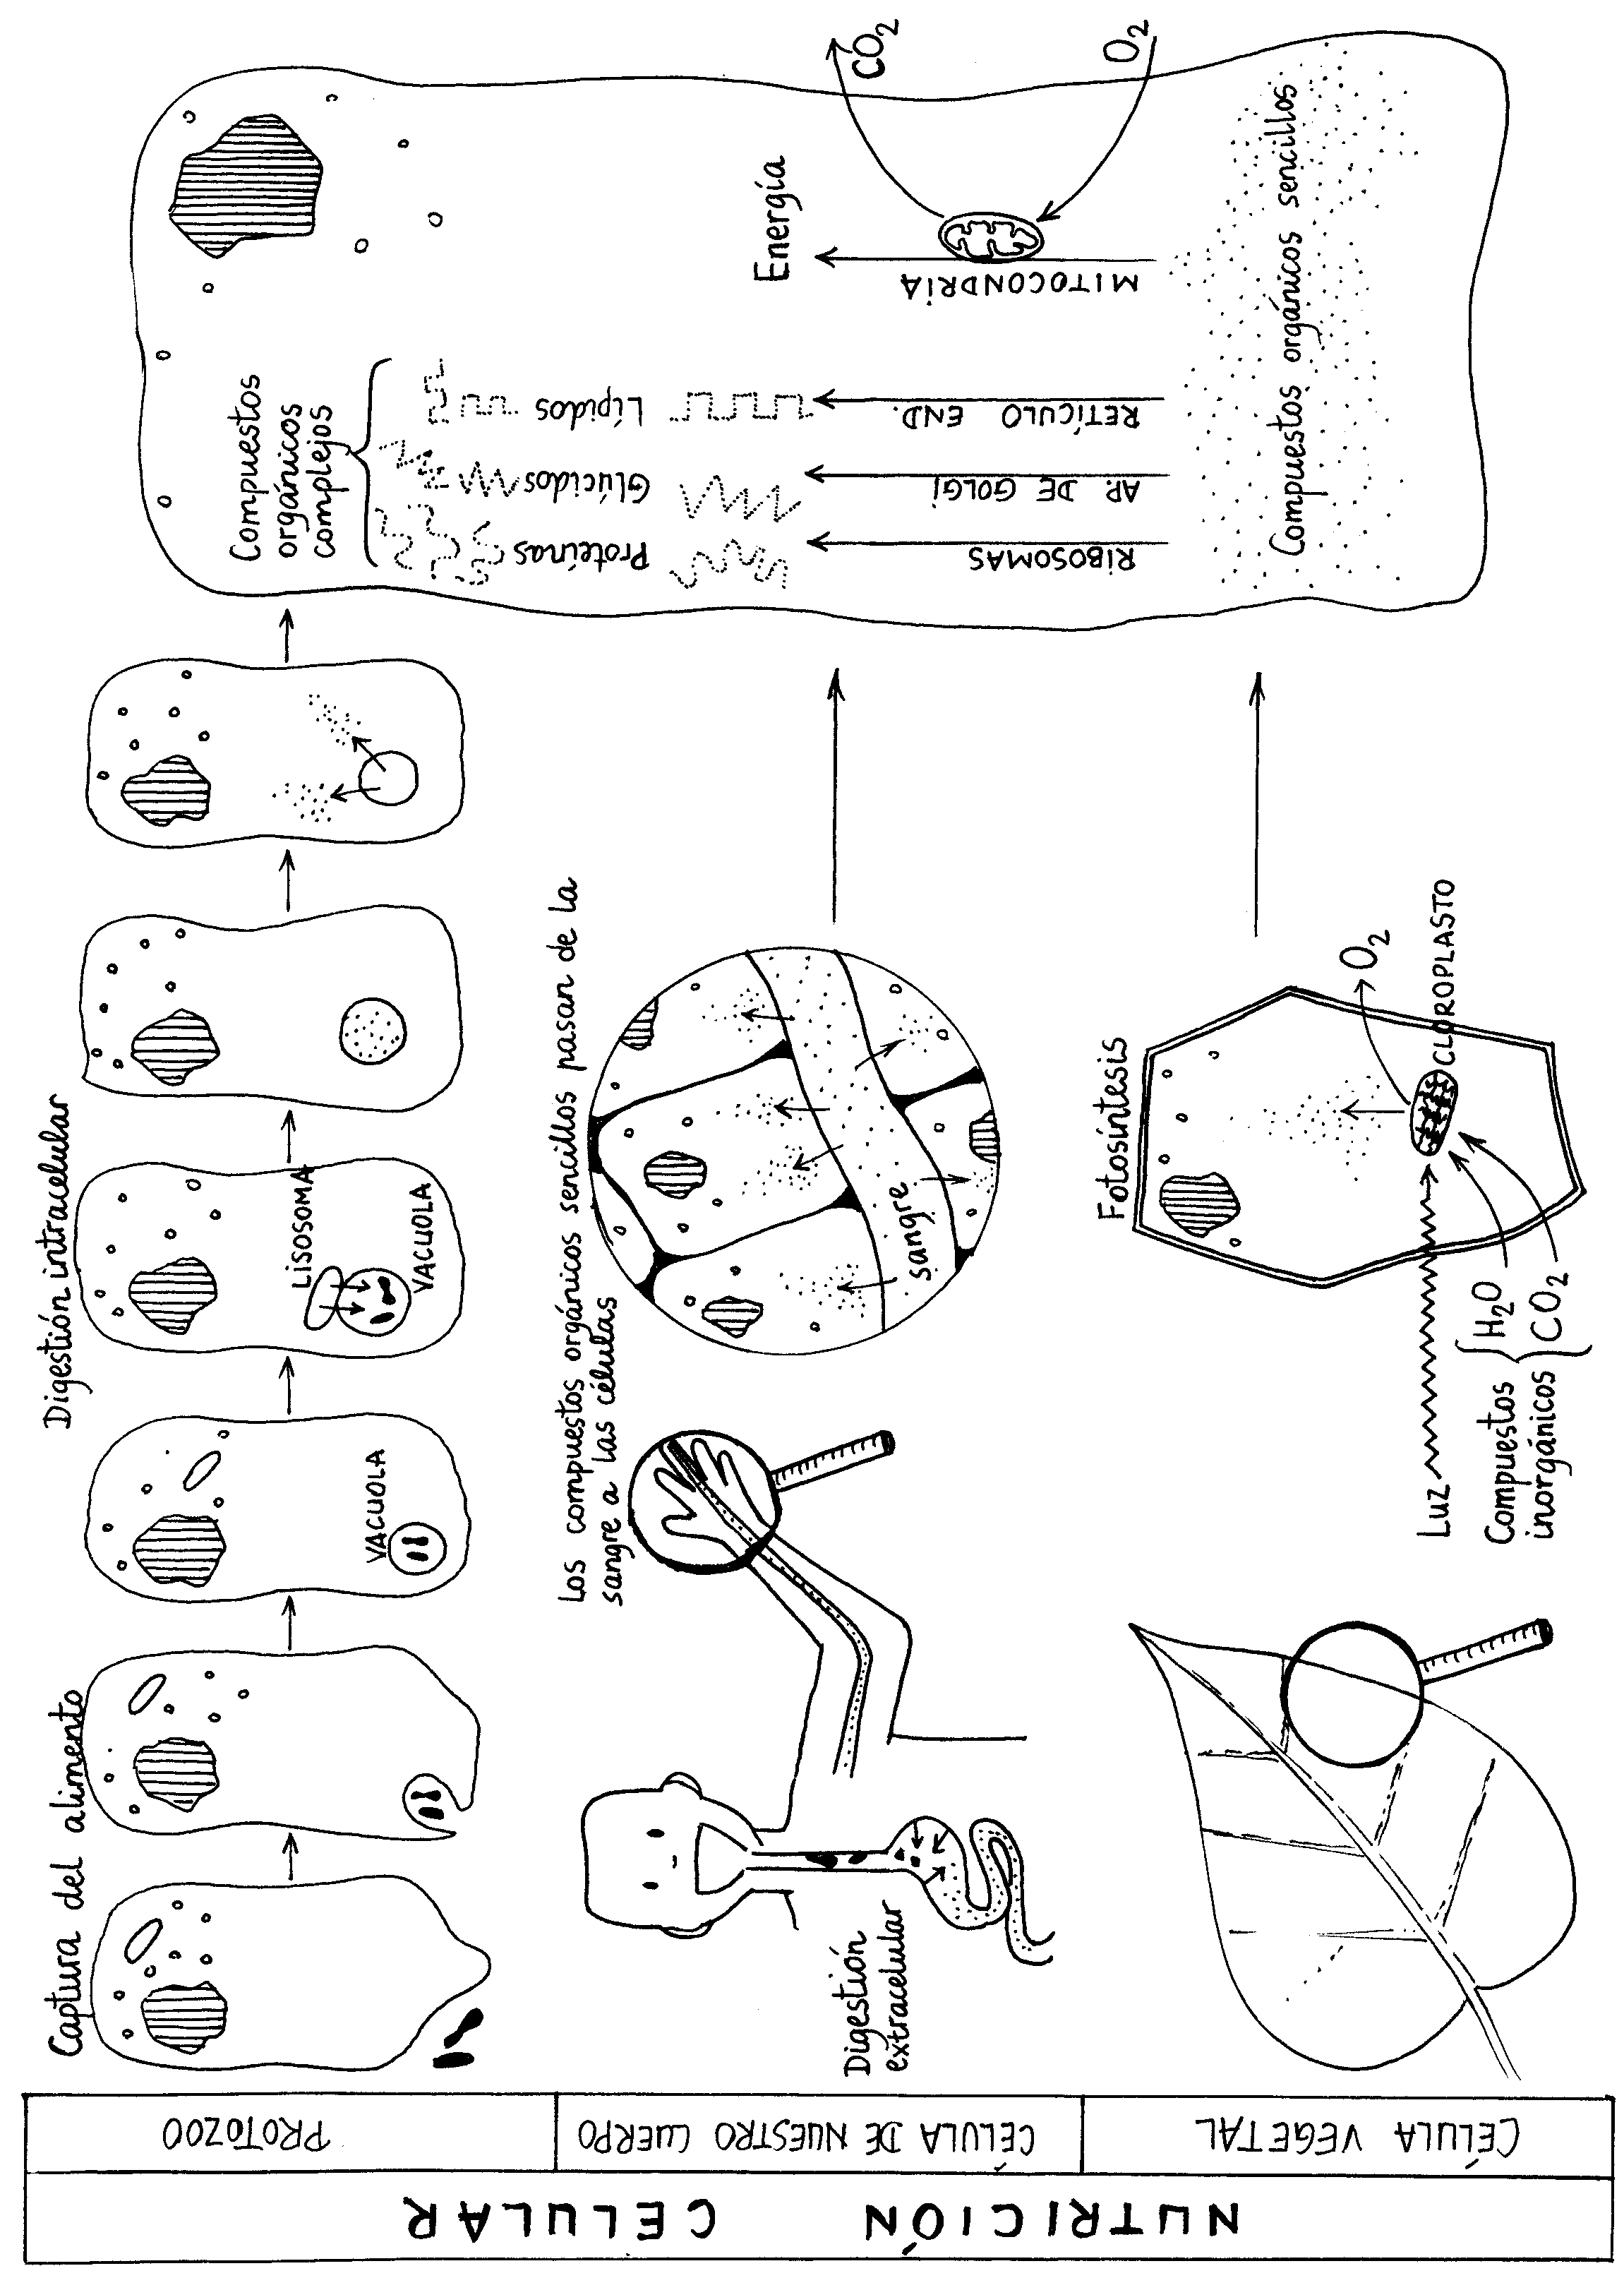 NUTRICIÓN CELULAR
PROTOZOO
CÉLULA DE NUESTRO CUERPO
CÉLULA VEGETAL
Captura del alimento
Digestión intracelular
VACUOLA
LISOSOMA
VACUOLA
Digestión
extracelular
Los compuestos orgánicos sencillos pasan de la
sangre a las células
sangre
Fotosíntesis
Luz
Compuestos
inorgánicos
H2O
CO2
O2
CLOROPLASTO
Compuestos
orgánicos
complejos
Proteínas
Glúcidos
Lípidos
RIBOSOMAS
AP. DE GOLGI
RETÍCULO END.
MITOCONDRIA
Energía
CO2
O2
Compuestos orgánicos sencillos